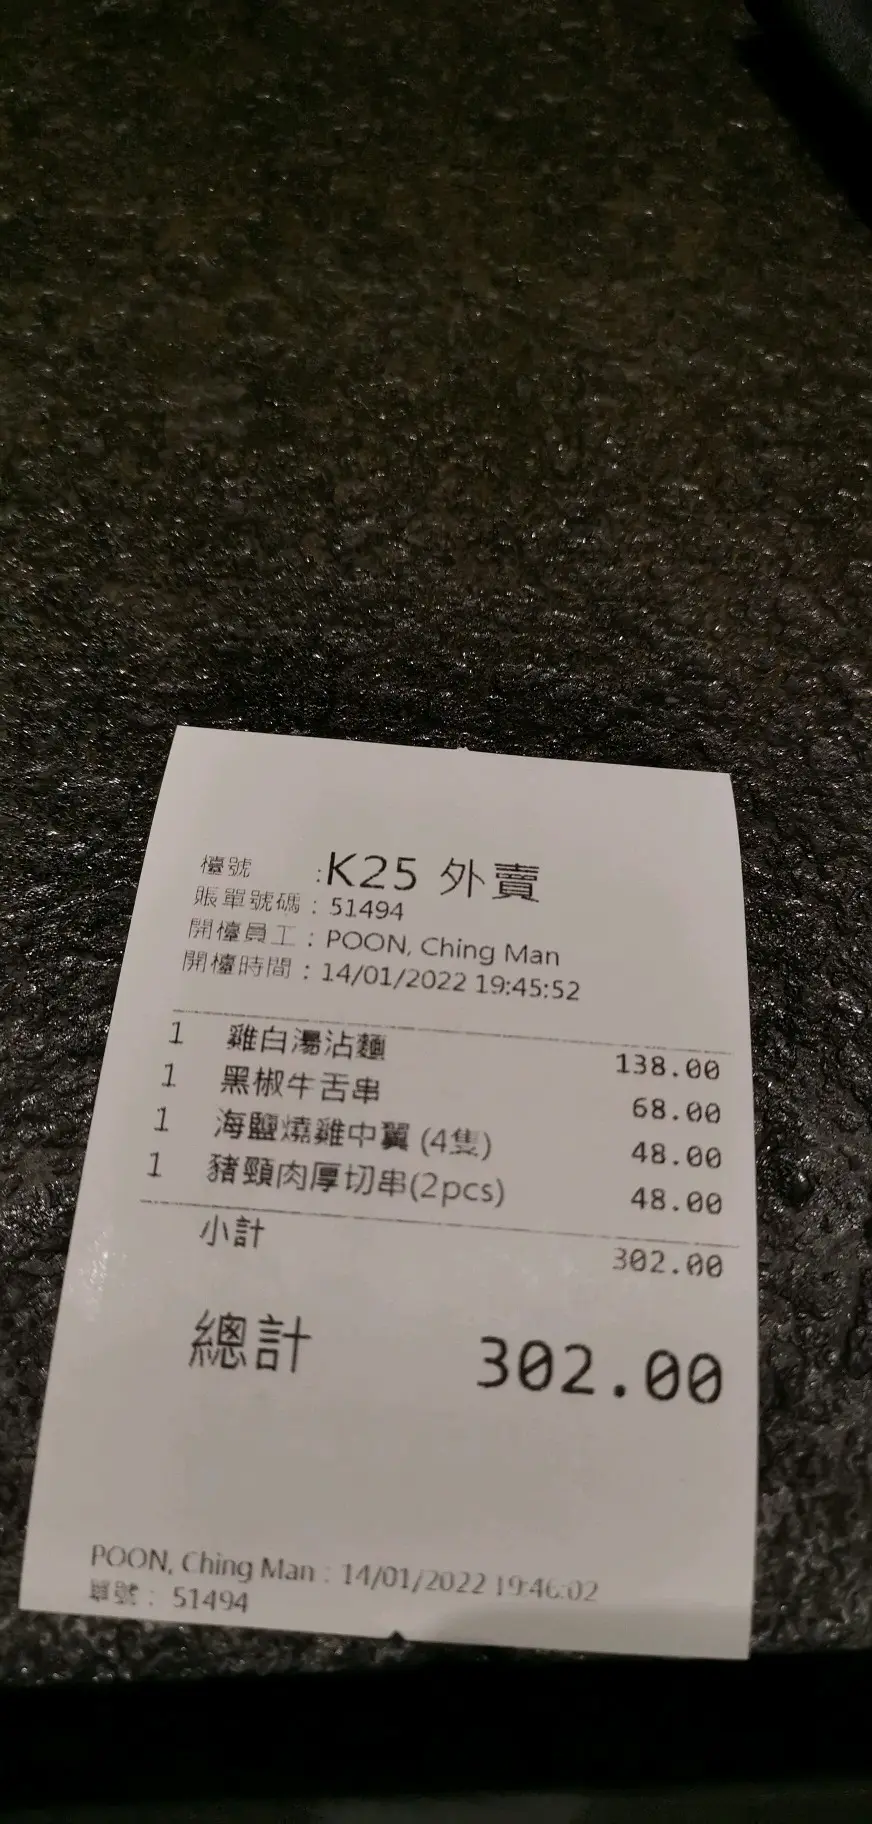 檯號 :K25 外賣
賬單號碼 : 51494
開檯員工 : POON, Ching Man
開檯時間 : 14/01/2022 19:45:52
1 雞白湯沾麵 138.00
1 黑椒牛舌串 68.00
1 海鹽燒雞中翼 (4隻) 48.00
1 豬頸肉厚切串(2pcs) 48.00
小計 302.00
總計 302.00
POON, Ching Man : 14/01/2022 19:46:02
單號 : 51494